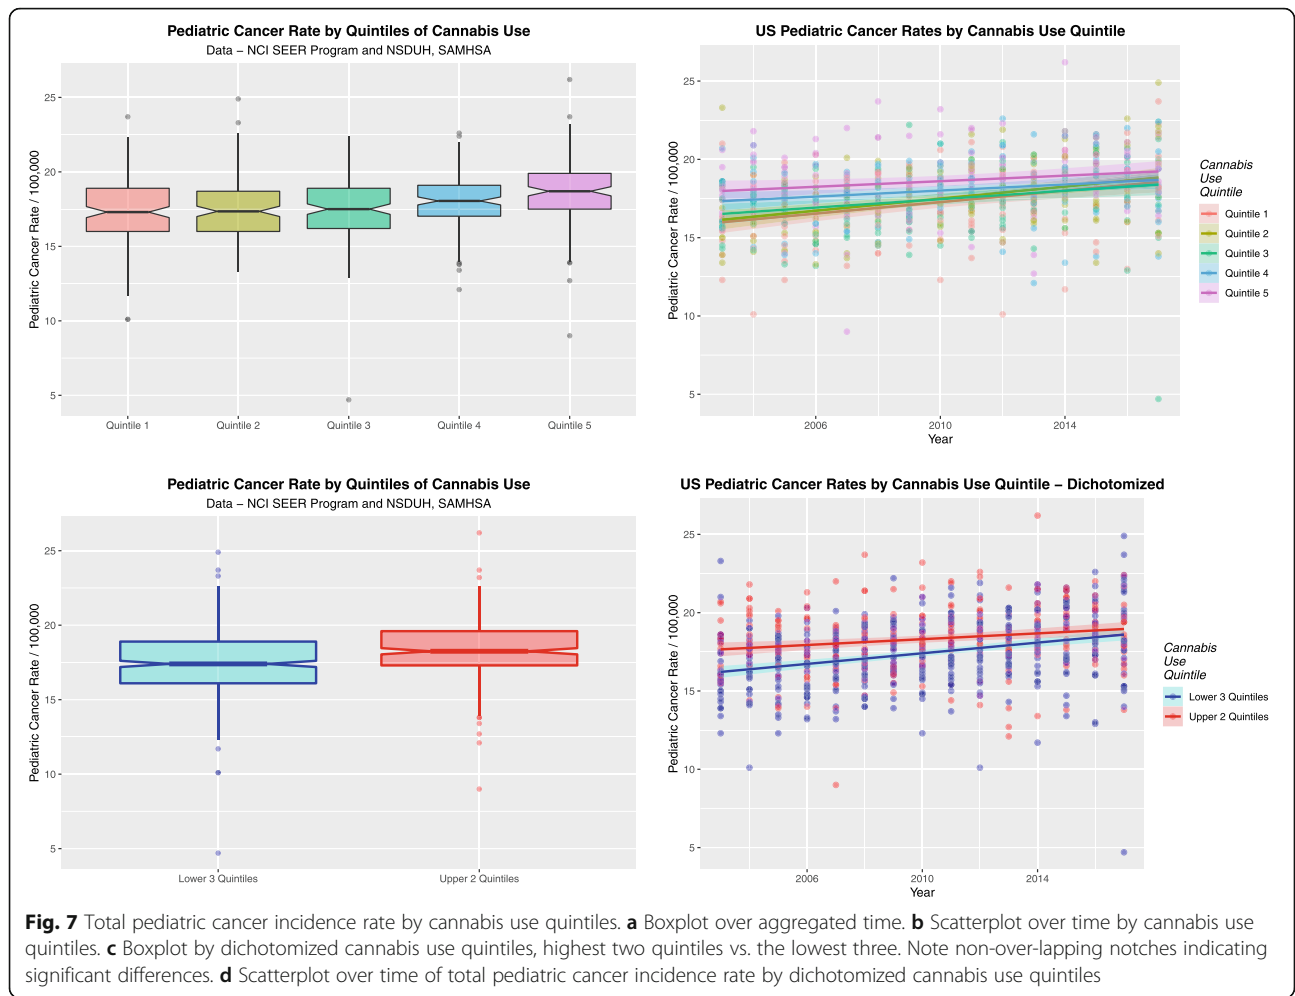 Pediatric Cancer Rate by Quintiles of Cannabis Use
Data – NCI SEER Program and NSDUH, SAMHSA
Pediatric Cancer Rate / 100,000
25
20
15
10
5
Quintile 1
Quintile 2
Quintile 3
Quintile 4
Quintile 5
US Pediatric Cancer Rates by Cannabis Use Quintile
Pediatric Cancer Rate / 100,000
25
20
15
10
5
2006
2010
2014
Year
Cannabis
Use
Quintile
Quintile 1
Quintile 2
Quintile 3
Quintile 4
Quintile 5
Pediatric Cancer Rate by Quintiles of Cannabis Use
Data – NCI SEER Program and NSDUH, SAMHSA
Pediatric Cancer Rate / 100,000
25
20
15
10
5
Lower 3 Quintiles
Upper 2 Quintiles
US Pediatric Cancer Rates by Cannabis Use Quintile – Dichotomized
Pediatric Cancer Rate / 100,000
25
20
15
10
5
2006
2010
2014
Year
Cannabis
Use
Quintile
Lower 3 Quintiles
Upper 2 Quintiles
Fig. 7 Total pediatric cancer incidence rate by cannabis use quintiles. a Boxplot over aggregated time. b Scatterplot over time by cannabis use
quintiles. c Boxplot by dichotomized cannabis use quintiles, highest two quintiles vs. the lowest three. Note non-over-lapping notches indicating
significant differences. d Scatterplot over time of total pediatric cancer incidence rate by dichotomized cannabis use quintiles